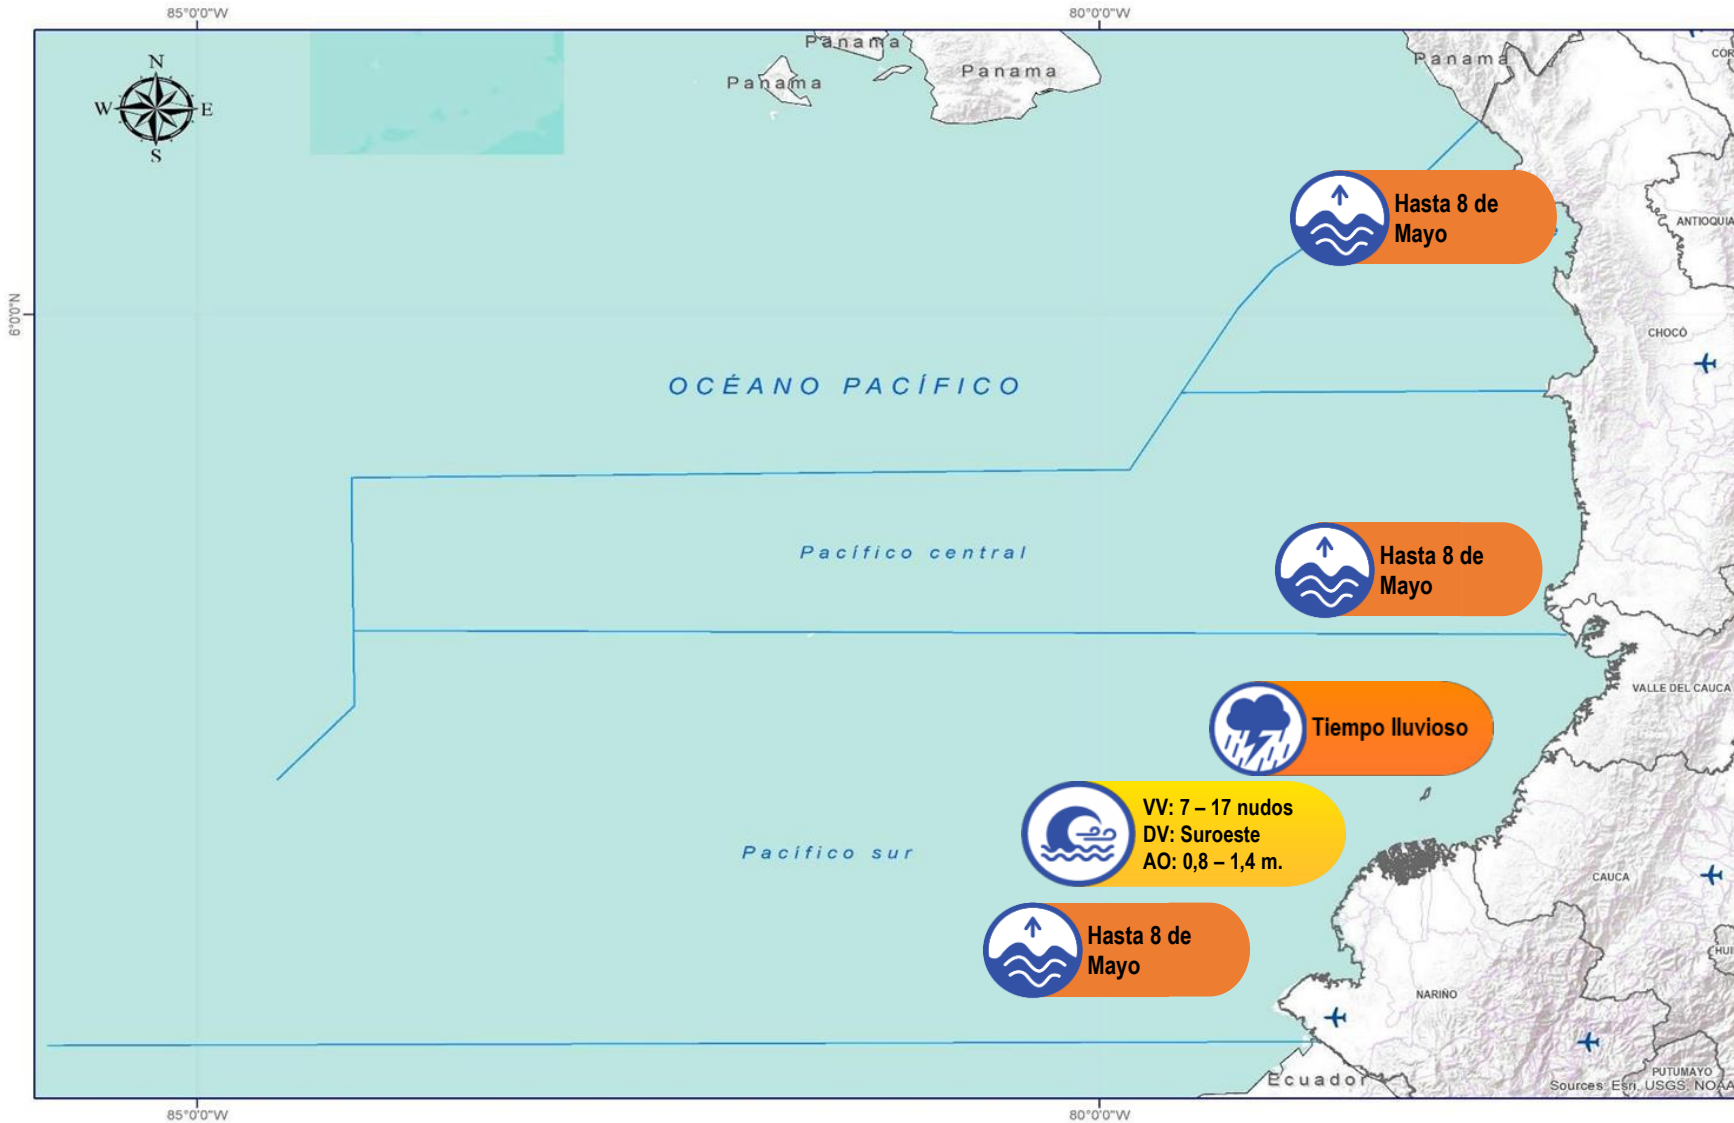 85°0'0"W
80°0'0"W
N
W
E
S
Panama
Panama
Panama
Panama
COR
ANTIOQUIA
Hasta 8 de
Mayo
6°0'0"N
CHOCÓ
OCÉANO PACÍFICO
Pacífico central
Hasta 8 de
Mayo
VALLE DEL CAUCA
Tiempo lluvioso
VV: 7 – 17 nudos
DV: Suroeste
AO: 0,8 – 1,4 m.
Pacífico sur
CAUCA
Hasta 8 de
Mayo
HUI
NARIÑO
Ecuador
PUTUMAYO
Sources: Esri, USGS, NOAA
85°0'0"W
80°0'0"W